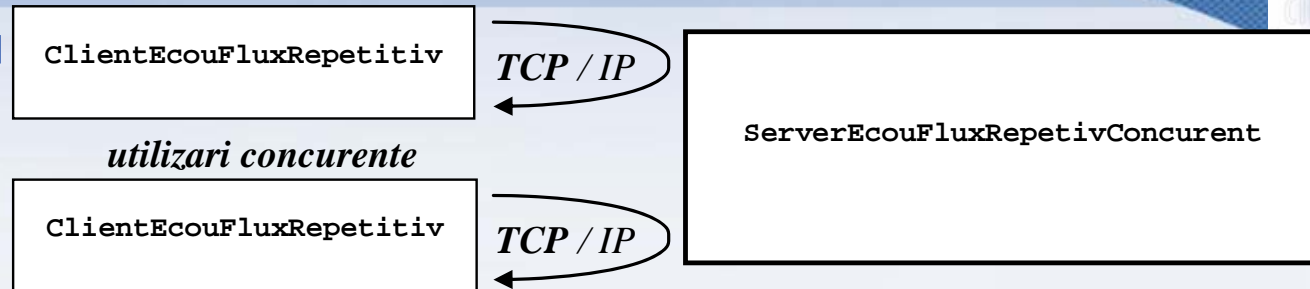 ClientEcouFluxRepetitiv
TCP / IP
ServerEcouFluxRepetivConcurent
utilizari concurente
ClientEcouFluxRepetitiv
TCP / IP